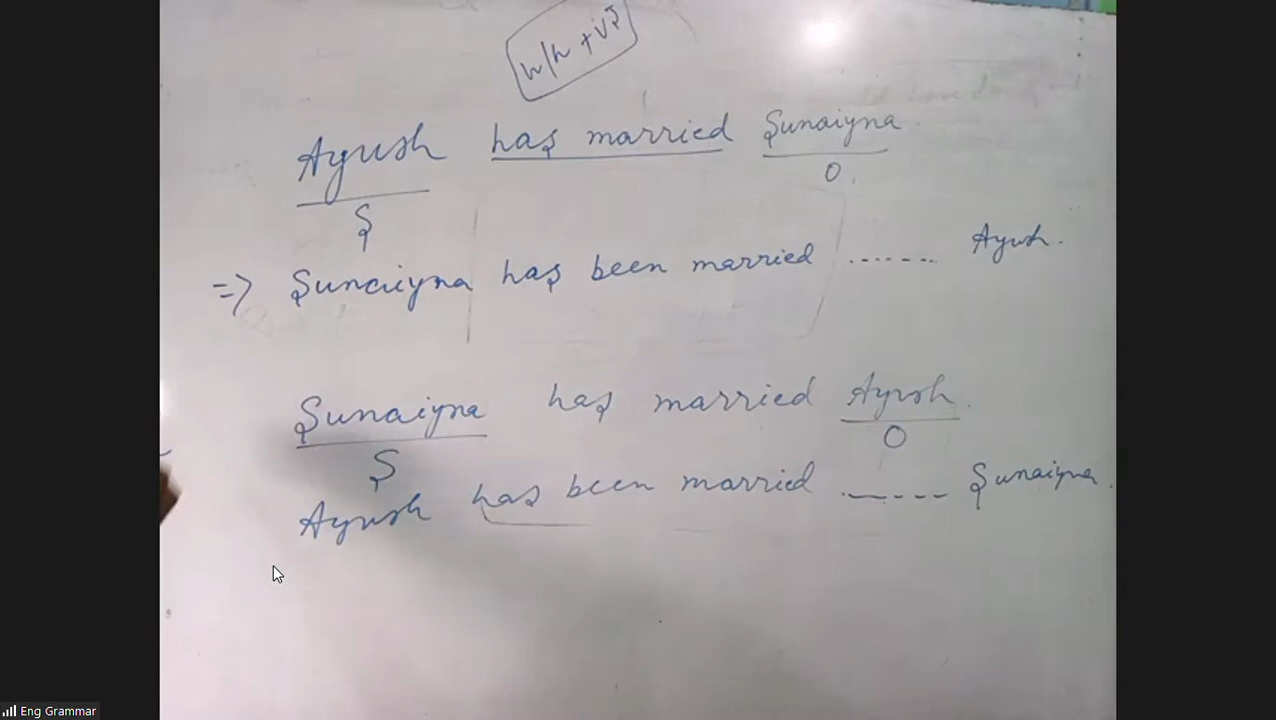 h/h + V3
Ayush has married Sunaiyna.
S O
=> Sunaiyna has been married ....... Ayush.
Sunaiyna has married Ayush.
S O
Ayush has been married ------- Sunaiyna.
Eng Grammar